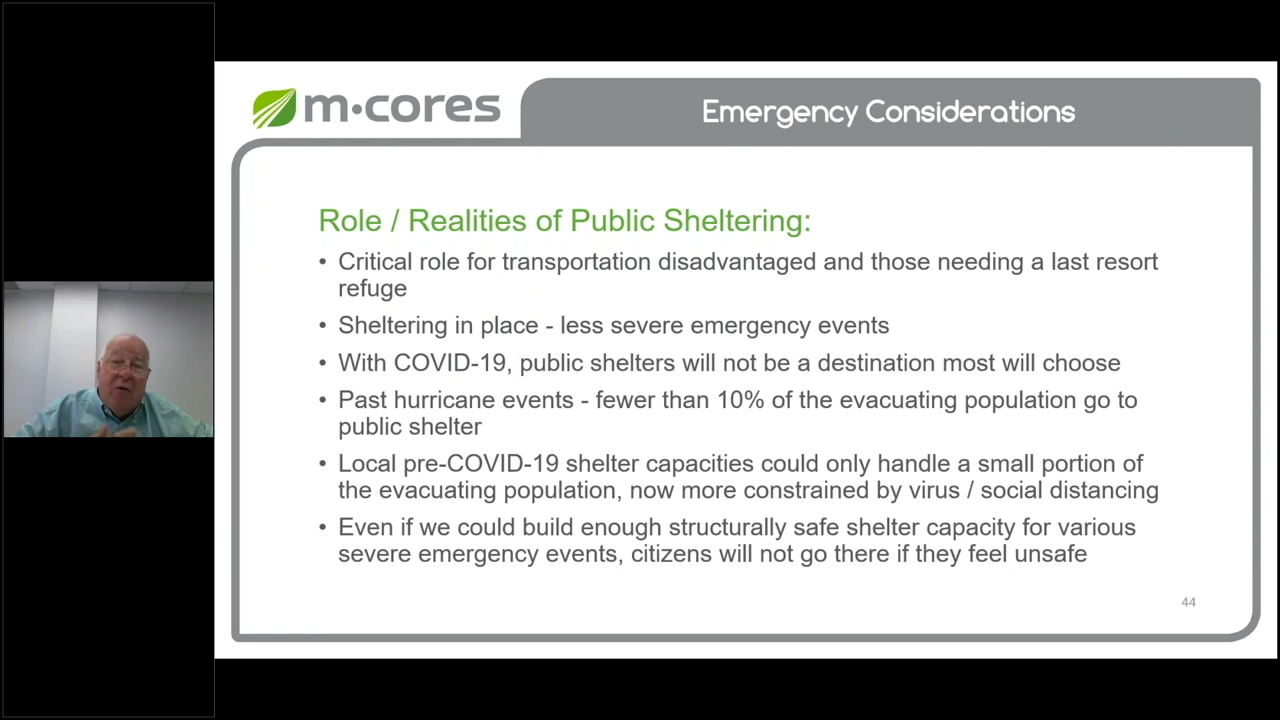 m·cores
Emergency Considerations
Role / Realities of Public Sheltering:
• Critical role for transportation disadvantaged and those needing a last resort
refuge
• Sheltering in place - less severe emergency events
• With COVID-19, public shelters will not be a destination most will choose
• Past hurricane events - fewer than 10% of the evacuating population go to
public shelter
• Local pre-COVID-19 shelter capacities could only handle a small portion of
the evacuating population, now more constrained by virus / social distancing
• Even if we could build enough structurally safe shelter capacity for various
severe emergency events, citizens will not go there if they feel unsafe
44